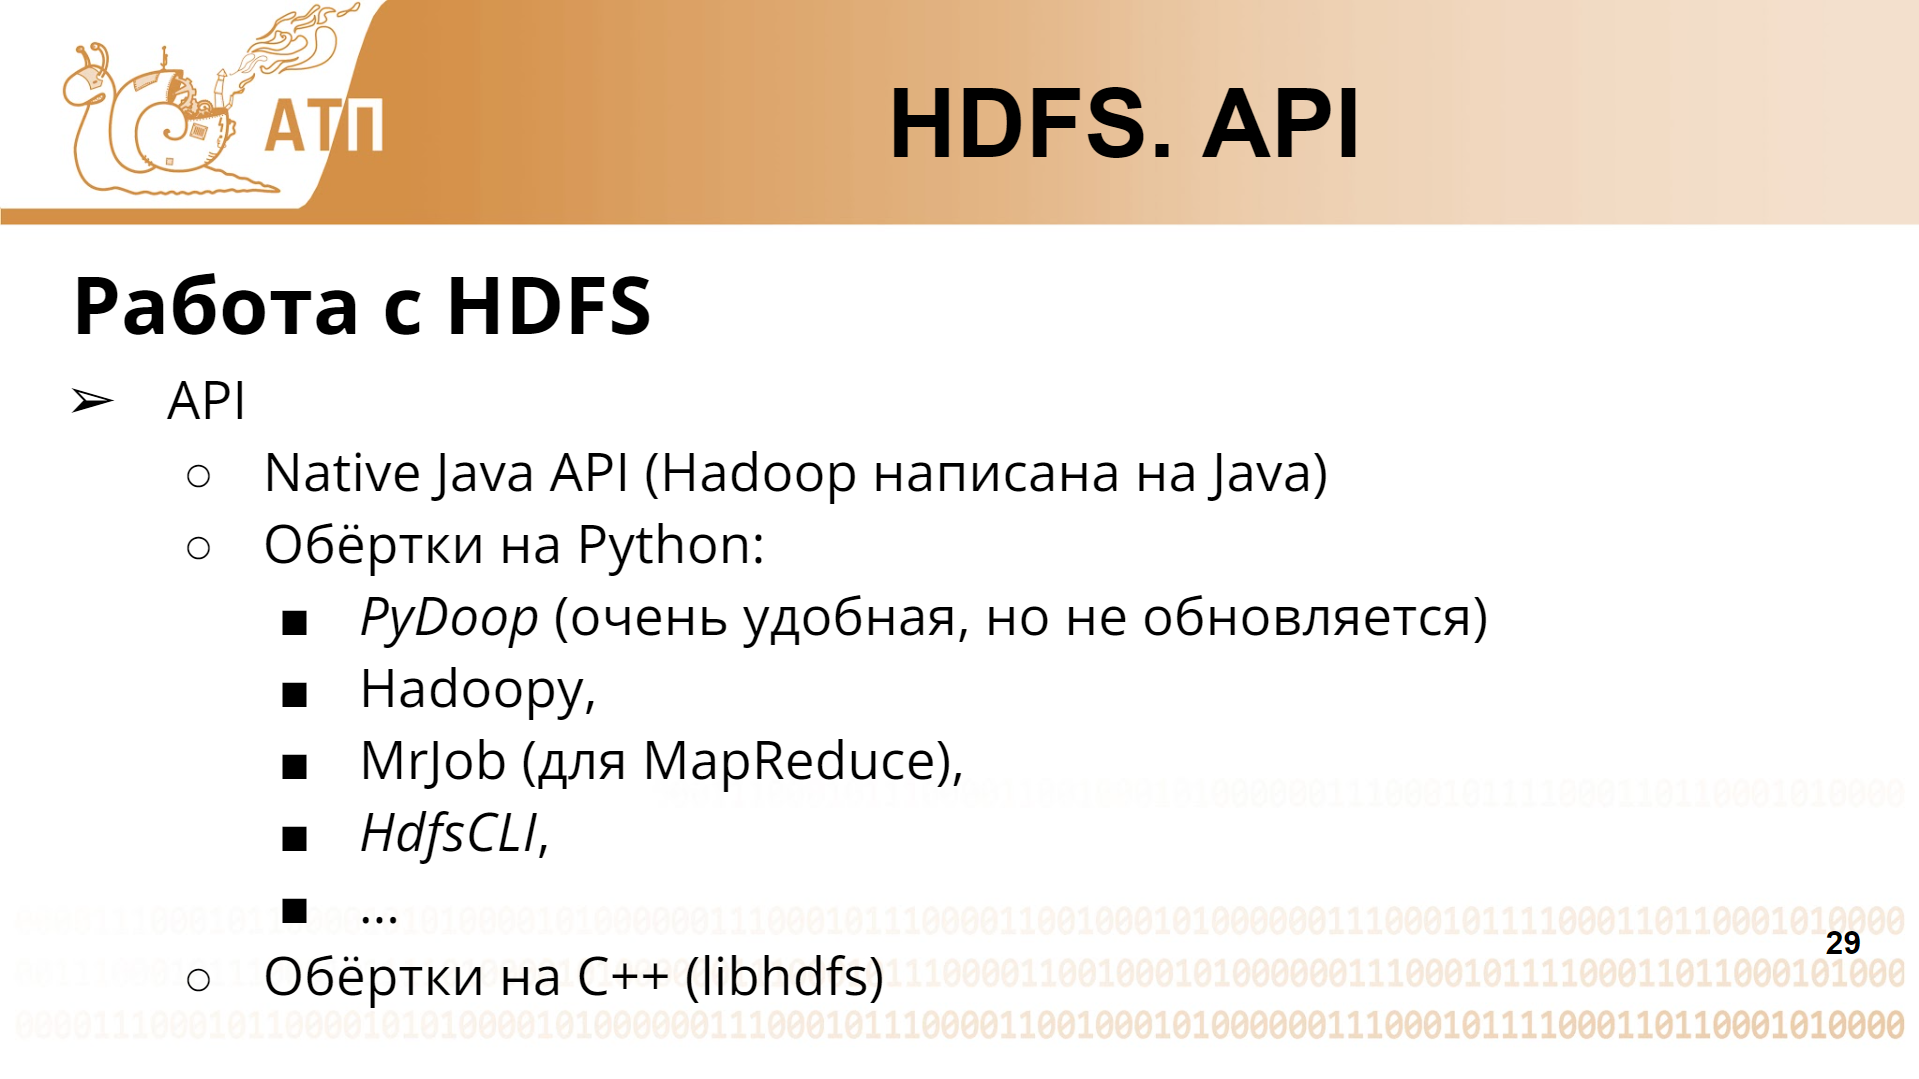 АТП
HDFS. API
Работа с HDFS
➢ API
○ Native Java API (Hadoop написана на Java)
○ Обёртки на Python:
■ PyDoop (очень удобная, но не обновляется)
■ Hadoopy,
■ MrJob (для MapReduce),
■ HdfsCLI,
■ ...
○ Обёртки на C++ (libhdfs)
29